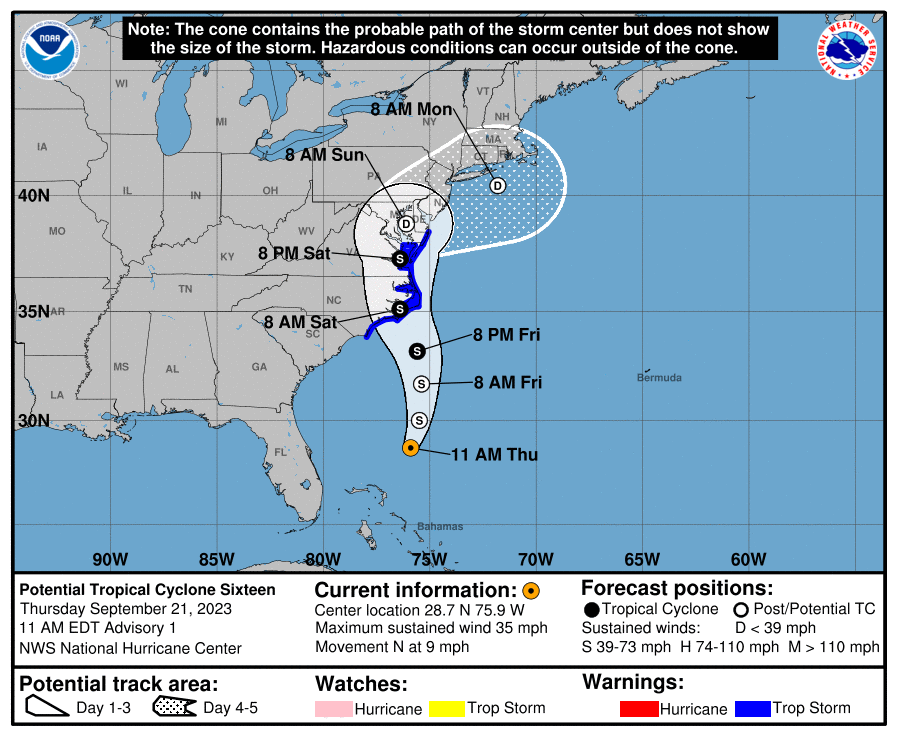 Note: The cone contains the probable path of the storm center but does not show
the size of the storm. Hazardous conditions can occur outside of the cone.
NOAA
NATIONAL WEATHER SERVICE
WI
MI
VT
NH
NY
8 AM Mon
MA
CT
IA
8 AM Sun
PA
40N
IL
IN
OH
DE
MO
WV
KY
8 PM Sat
TN
NC
35N
AR
8 AM Sat
SC
8 PM Fri
MS
AL
GA
8 AM Fri
Bermuda
LA
30N
FL
11 AM Thu
Bahamas
90W 85W 80W 75W 70W 65W 60W
D
D
S
S
S
S
S
Potential Tropical Cyclone Sixteen
Thursday September 21, 2023
11 AM EDT Advisory 1
NWS National Hurricane Center
Current information:
Center location 28.7 N 75.9 W
Maximum sustained wind 35 mph
Movement N at 9 mph
Forecast positions:
Tropical Cyclone Post/Potential TC
Sustained winds: D < 39 mph
S 39-73 mph H 74-110 mph M > 110 mph
Potential track area:
Day 1-3 Day 4-5
Watches:
Hurricane Trop Storm
Warnings:
Hurricane Trop Storm